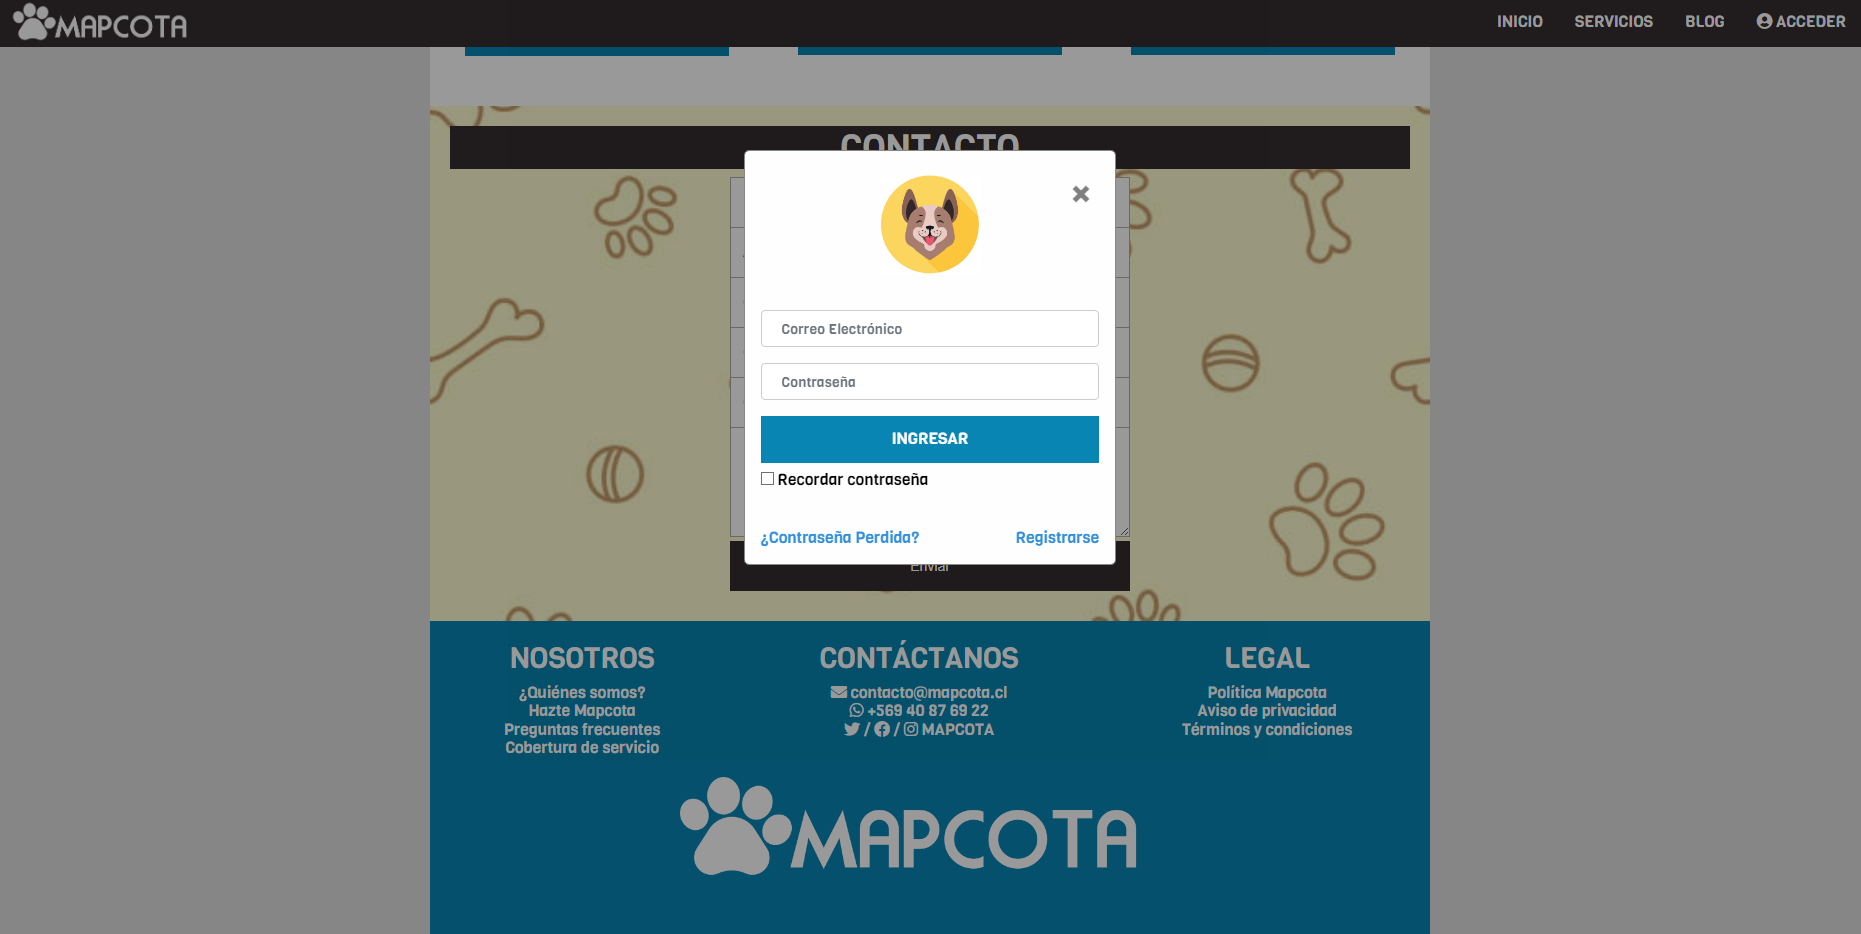 MAPCOTA
INICIO
SERVICIOS
BLOG
ACCEDER
CONTACTO
Correo Electrónico
Contraseña
INGRESAR
Recordar contraseña
¿Contraseña Perdida?
Registrarse
Enviar
NOSOTROS
¿Quiénes somos?
Hazte Mapcota
Preguntas frecuentes
Cobertura de servicio
CONTÁCTANOS
contacto@mapcota.cl
+569 40 87 69 22
/ / MAPCOTA
LEGAL
Política Mapcota
Aviso de privacidad
Términos y condiciones
MAPCOTA